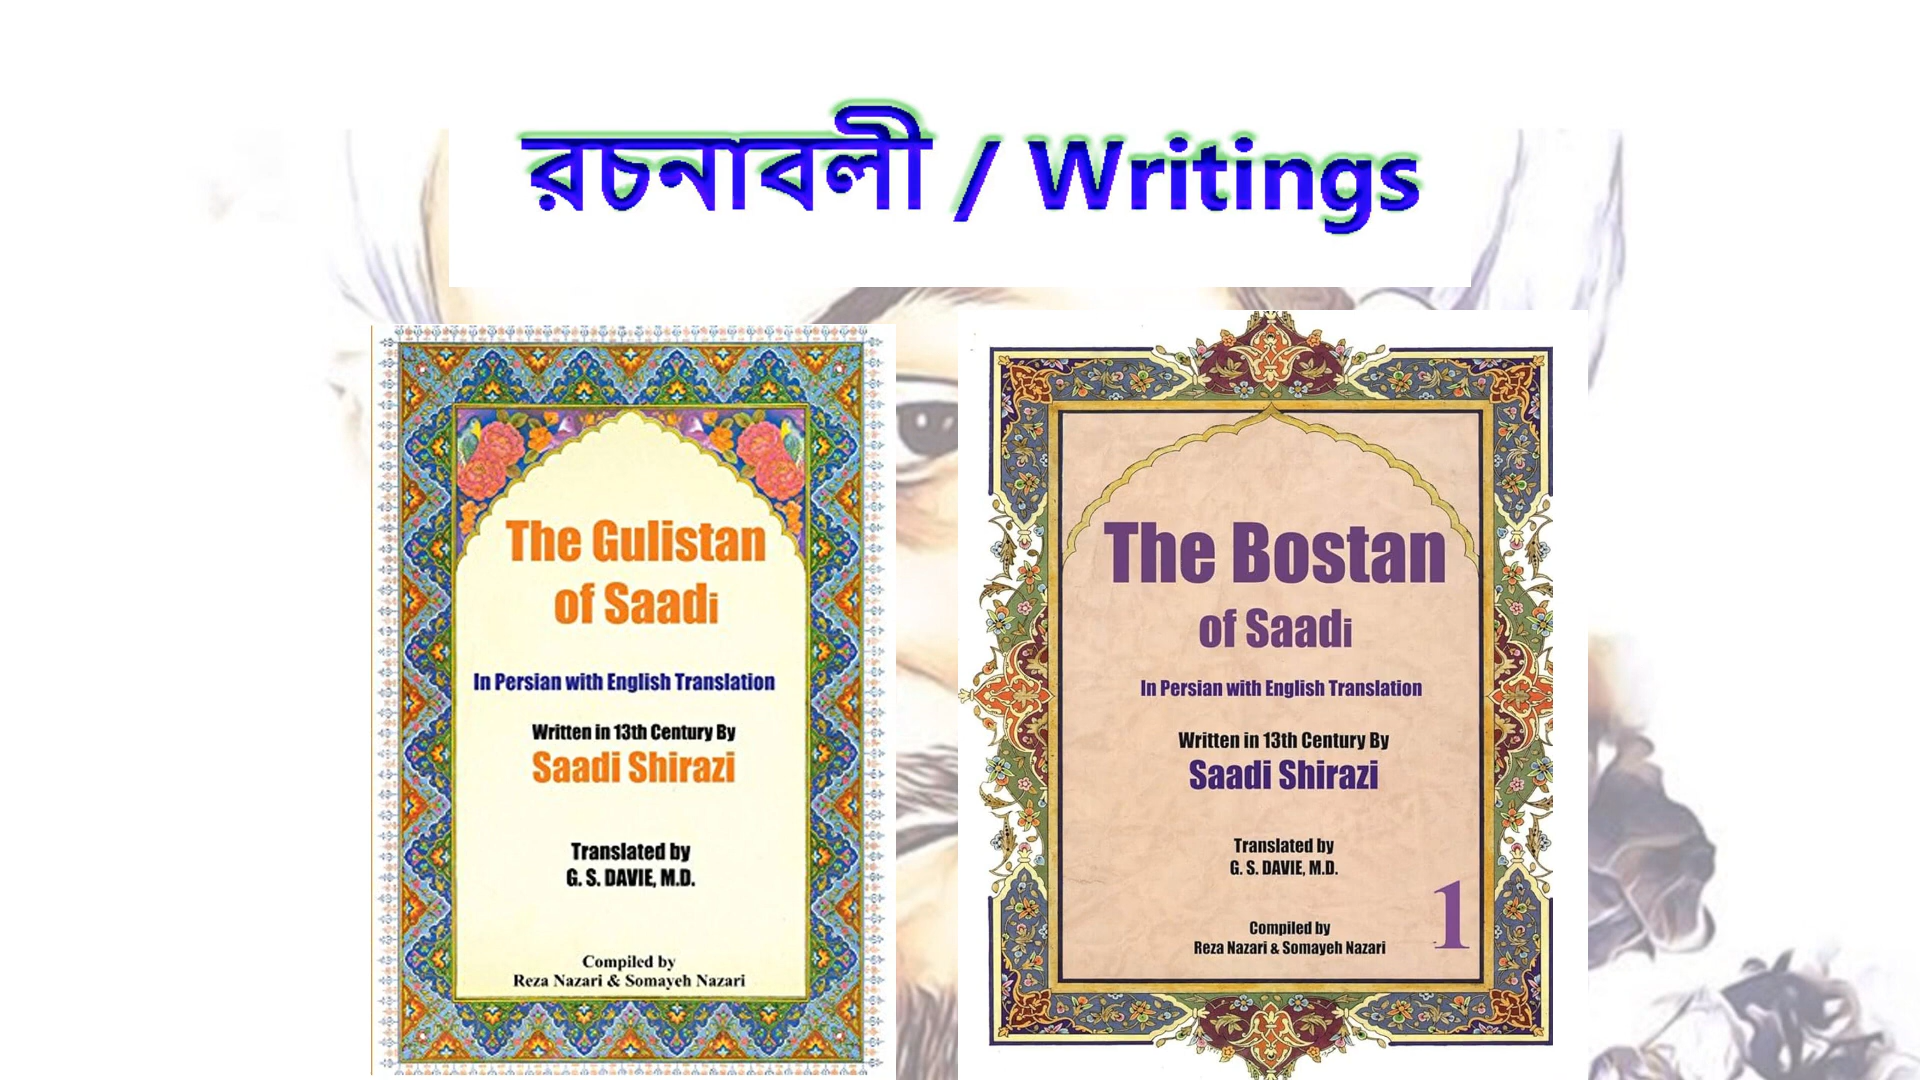 রচনাবলী / Writings
The Gulistan
of Saadi
In Persian with English Translation
Written in 13th Century By
Saadi Shirazi
Translated by
G. S. DAVIE, M.D.
Compiled by
Reza Nazari & Somayeh Nazari
The Bostan
of Saadi
In Persian with English Translation
Written in 13th Century By
Saadi Shirazi
Translated by
G. S. DAVIE, M.D.
1
Compiled by
Reza Nazari & Somayeh Nazari